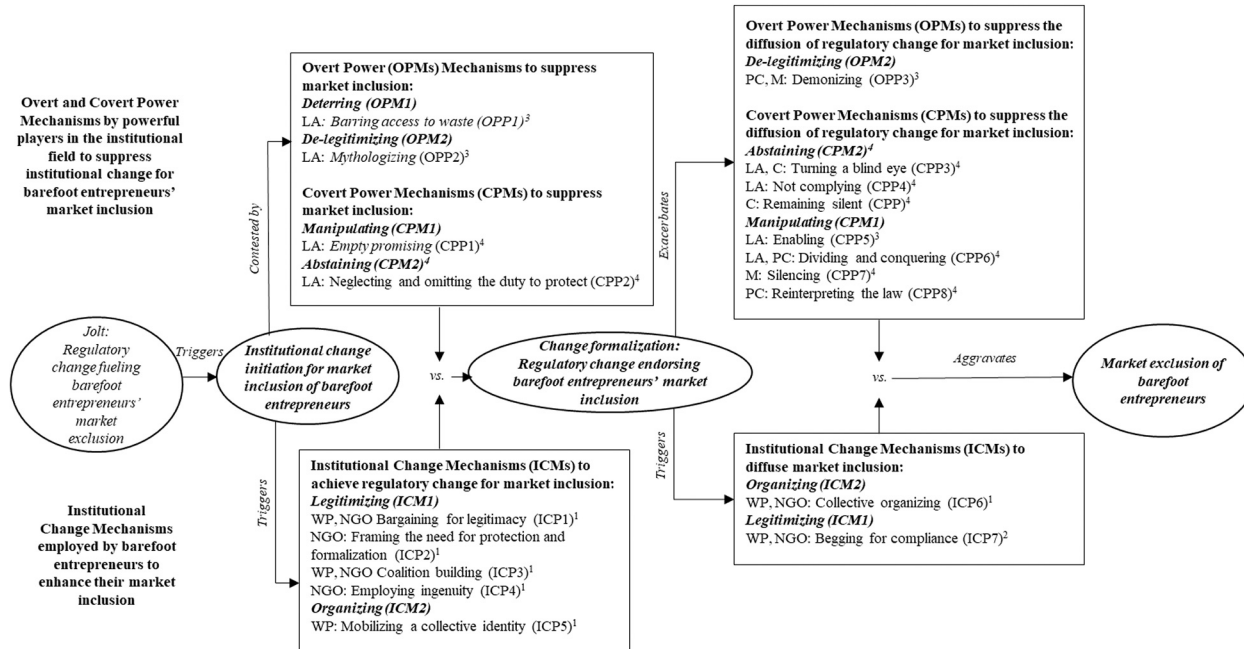 Overt and Covert Power
Mechanisms by powerful
players in the institutional
field to suppress
institutional change for
barefoot entrepreneurs’
market inclusion
Contested by
Overt Power (OPMs) Mechanisms to suppress
market inclusion:
Deterring (OPM1)
LA: Barring access to waste (OPP1)³
De-legitimizing (OPM2)
LA: Mythologizing (OPP2)³
Covert Power Mechanisms (CPMs) to suppress
market inclusion:
Manipulating (CPM1)
LA: Empty promising (CPP1)⁴
Abstaining (CPM2)⁴
LA: Neglecting and omitting the duty to protect (CPP2)⁴
Exacerbates
Overt Power Mechanisms (OPMs) to suppress the
diffusion of regulatory change for market inclusion:
De-legitimizing (OPM2)
PC, M: Demonizing (OPP3)³
Covert Power Mechanisms (CPMs) to suppress the
diffusion of regulatory change for market inclusion:
Abstaining (CPM2)⁴
LA, C: Turning a blind eye (CPP3)⁴
LA: Not complying (CPP4)⁴
C: Remaining silent (CPP)⁴
Manipulating (CPM1)
LA: Enabling (CPP5)³
LA, PC: Dividing and conquering (CPP6)⁴
M: Silencing (CPP7)⁴
PC: Reinterpreting the law (CPP8)⁴
Jolt:
Regulatory
change fueling
barefoot
entrepreneurs’
market
exclusion
Triggers
Institutional change
initiation for market
inclusion of barefoot
entrepreneurs
vs.
Change formalization:
Regulatory change endorsing
barefoot entrepreneurs’ market
inclusion
vs.
Aggravates
Market exclusion of
barefoot
entrepreneurs
Institutional
Change Mechanisms
employed by barefoot
entrepreneurs to
enhance their market
inclusion
Triggers
Institutional Change Mechanisms (ICMs) to
achieve regulatory change for market inclusion:
Legitimizing (ICM1)
WP, NGO Bargaining for legitimacy (ICP1)¹
NGO: Framing the need for protection and
formalization (ICP2)¹
WP, NGO Coalition building (ICP3)¹
NGO: Employing ingenuity (ICP4)¹
Organizing (ICM2)
WP: Mobilizing a collective identity (ICP5)¹
Triggers
Institutional Change Mechanisms (ICMs) to
diffuse market inclusion:
Organizing (ICM2)
WP, NGO: Collective organizing (ICP6)¹
Legitimizing (ICM1)
WP, NGO: Begging for compliance (ICP7)²